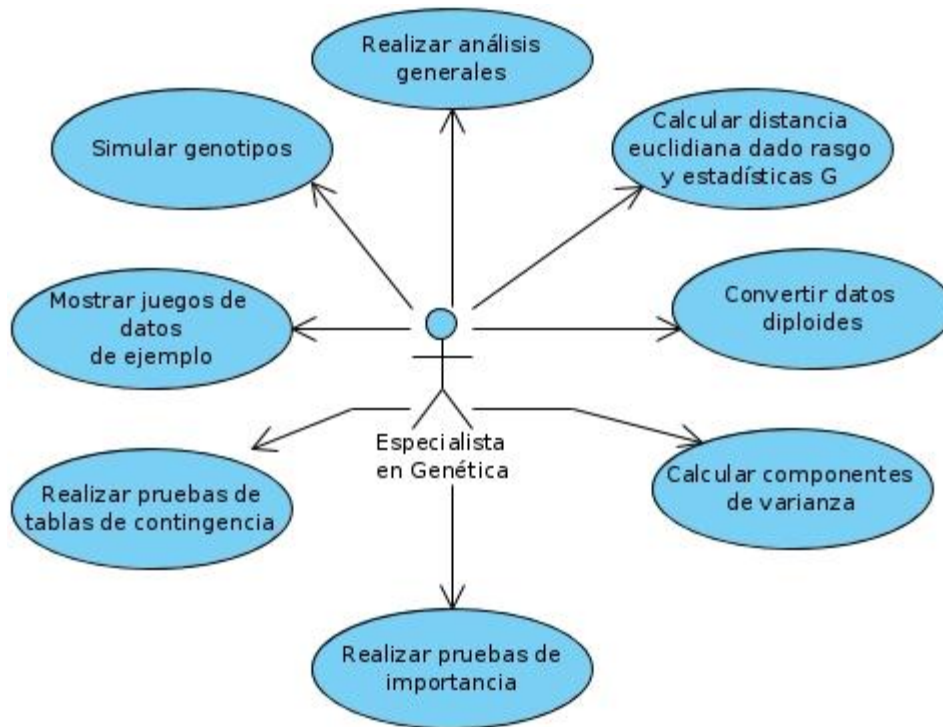 Realizar análisis
generales
Simular genotipos
Calcular distancia
euclidiana dado rasgo
y estadísticas G
Mostrar juegos de
datos
de ejemplo
Convertir datos
diploides
Especialista
en Genética
Realizar pruebas de
tablas de contingencia
Calcular componentes
de varianza
Realizar pruebas de
importancia